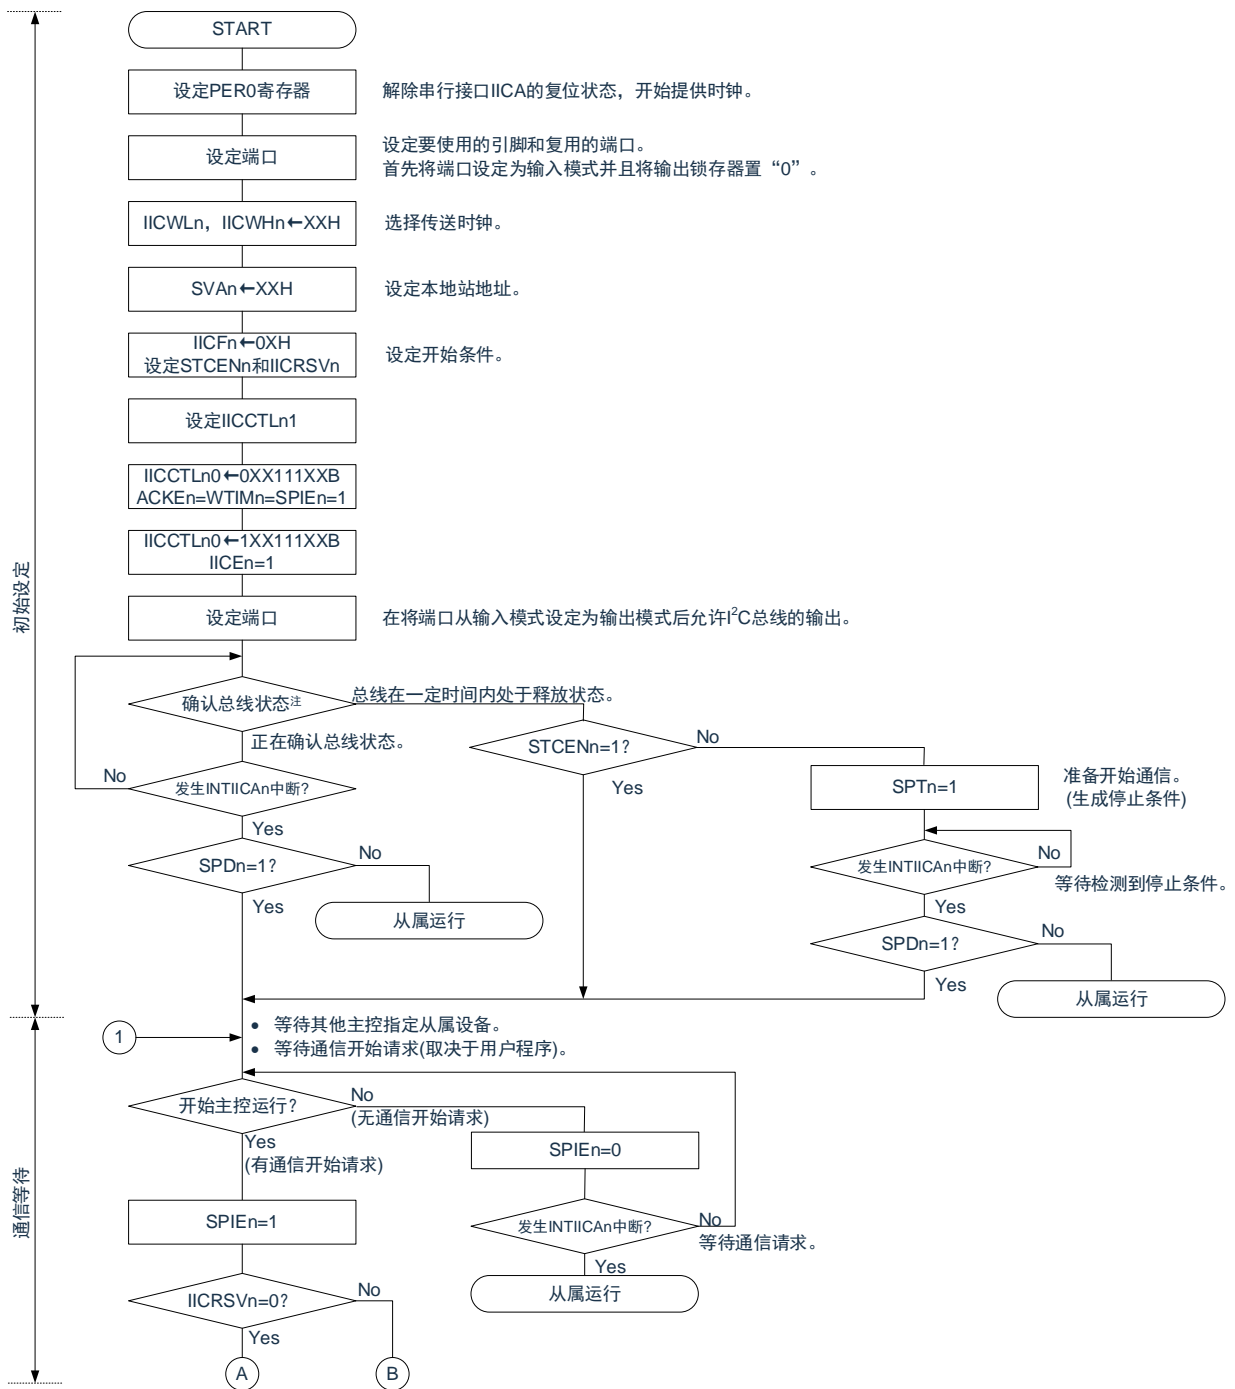 START
设定PER0寄存器
解除串行接口IICA的复位状态，开始提供时钟。
设定端口
设定要使用的引脚和复用的端口。
首先将端口设定为输入模式并且将输出锁存器置“0”。
IICWLn，IICWHn←XXH
选择传送时钟。
SVAn←XXH
设定本地站地址。
IICFn←0XH
设定STCENn和IICRSVn
设定开始条件。
设定IICCTLn1
IICCTLn0←0XX111XXB
ACKEn=WTIMn=SPIEn=1
IICCTLn0←1XX111XXB
IICEn=1
初始设定
设定端口
在将端口从输入模式设定为输出模式后允许I²C总线的输出。
确认总线状态注
总线在一定时间内处于释放状态。
正在确认总线状态。
STCENn=1?
No
Yes
No
发生INTIICAn中断?
Yes
SPTn=1
准备开始通信。
(生成停止条件)
SPDn=1?
No
Yes
从属运行
发生INTIICAn中断?
No
等待检测到停止条件。
Yes
SPDn=1?
No
Yes
从属运行
1
• 等待其他主控指定从属设备。
• 等待通信开始请求(取决于用户程序)。
开始主控运行?
No
(无通信开始请求)
Yes
(有通信开始请求)
SPIEn=0
通信等待
SPIEn=1
发生INTIICAn中断?
No
等待通信请求。
Yes
从属运行
IICRSVn=0?
No
Yes
A
B